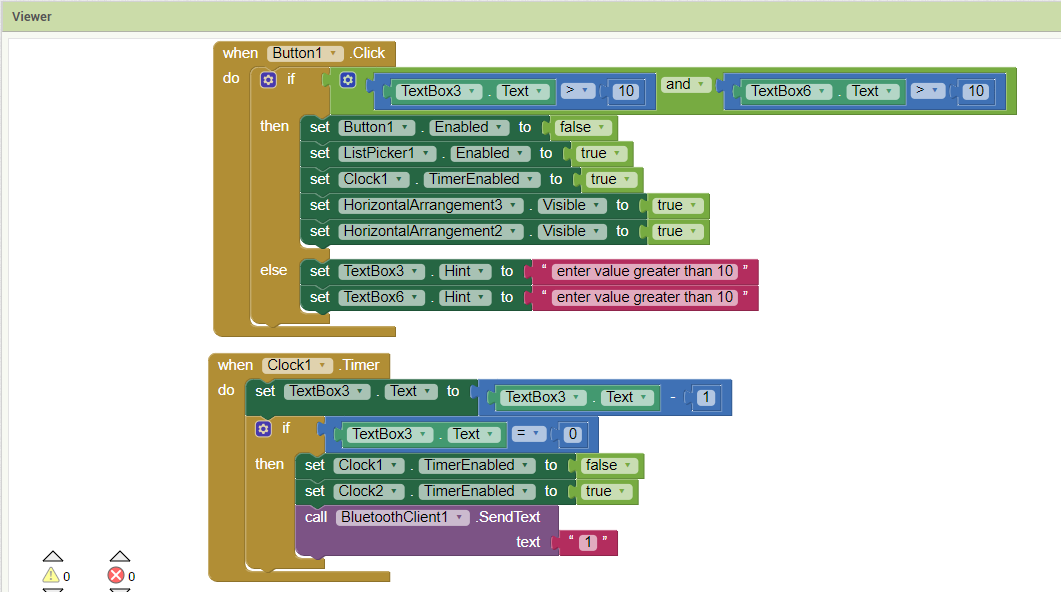 Viewer
when Button1 .Click
do if TextBox3 . Text > 10 and TextBox6 . Text > 10
then set Button1 . Enabled to false
set ListPicker1 . Enabled to true
set Clock1 . TimerEnabled to true
set HorizontalArrangement3 . Visible to true
set HorizontalArrangement2 . Visible to true
else set TextBox3 . Hint to “ enter value greater than 10 ”
set TextBox6 . Hint to “ enter value greater than 10 ”
when Clock1 .Timer
do set TextBox3 . Text to TextBox3 . Text - 1
if TextBox3 . Text = 0
then set Clock1 . TimerEnabled to false
set Clock2 . TimerEnabled to true
call BluetoothClient1 .SendText
text “ 1 ”
0 0